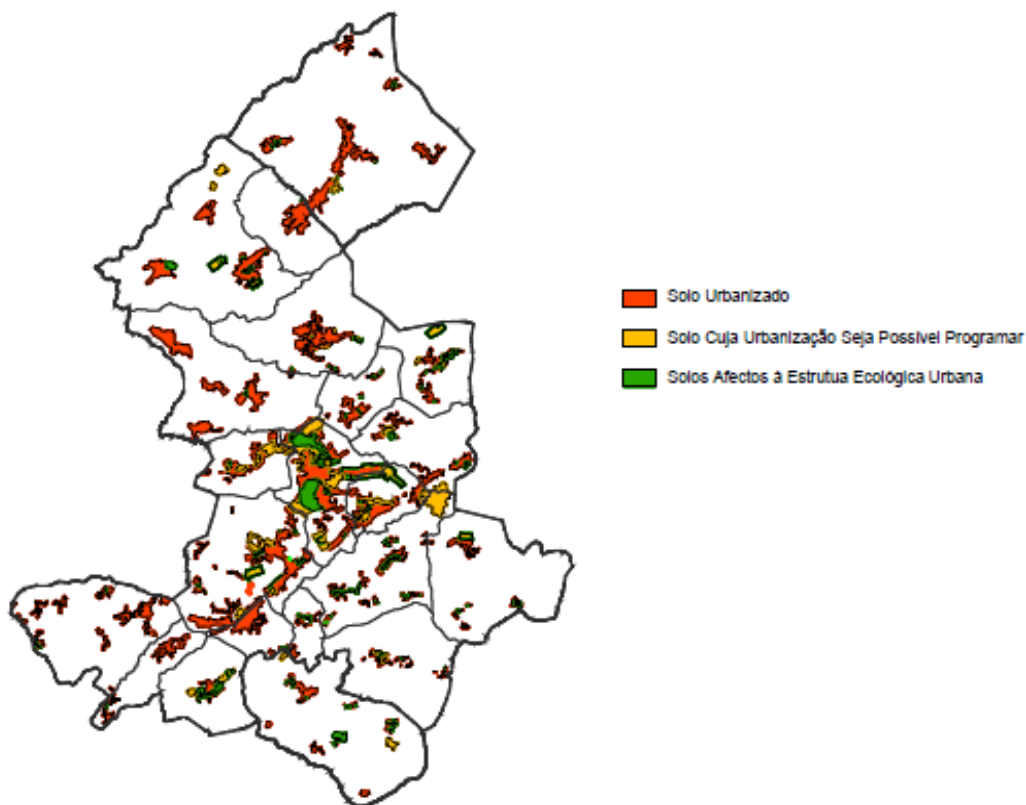 Solo Urbanizado
Solo Cuja Urbanização Seja Possível Programar
Solos Afectos à Estrutua Ecológica Urbana